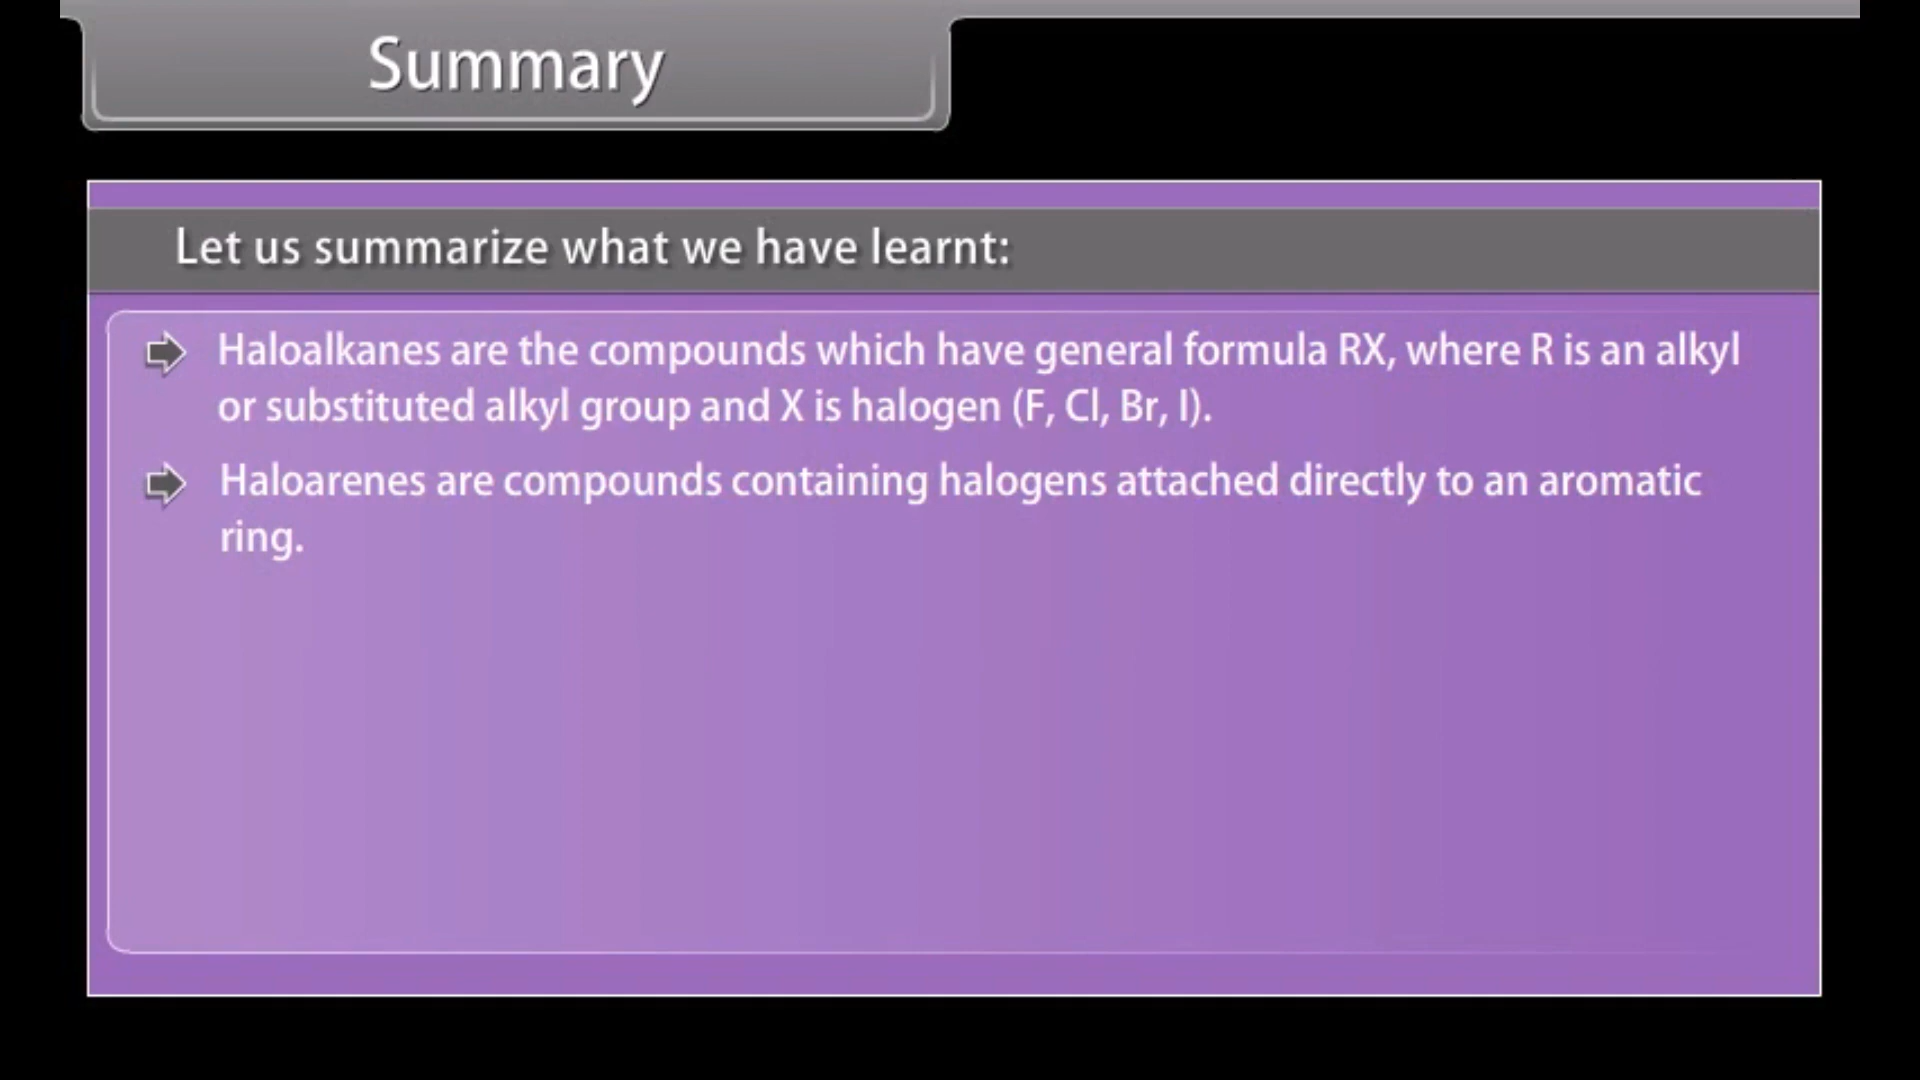 Summary
Let us summarize what we have learnt:
Haloalkanes are the compounds which have general formula RX, where R is an alkyl
or substituted alkyl group and X is halogen (F, Cl, Br, I).
Haloarenes are compounds containing halogens attached directly to an aromatic
ring.